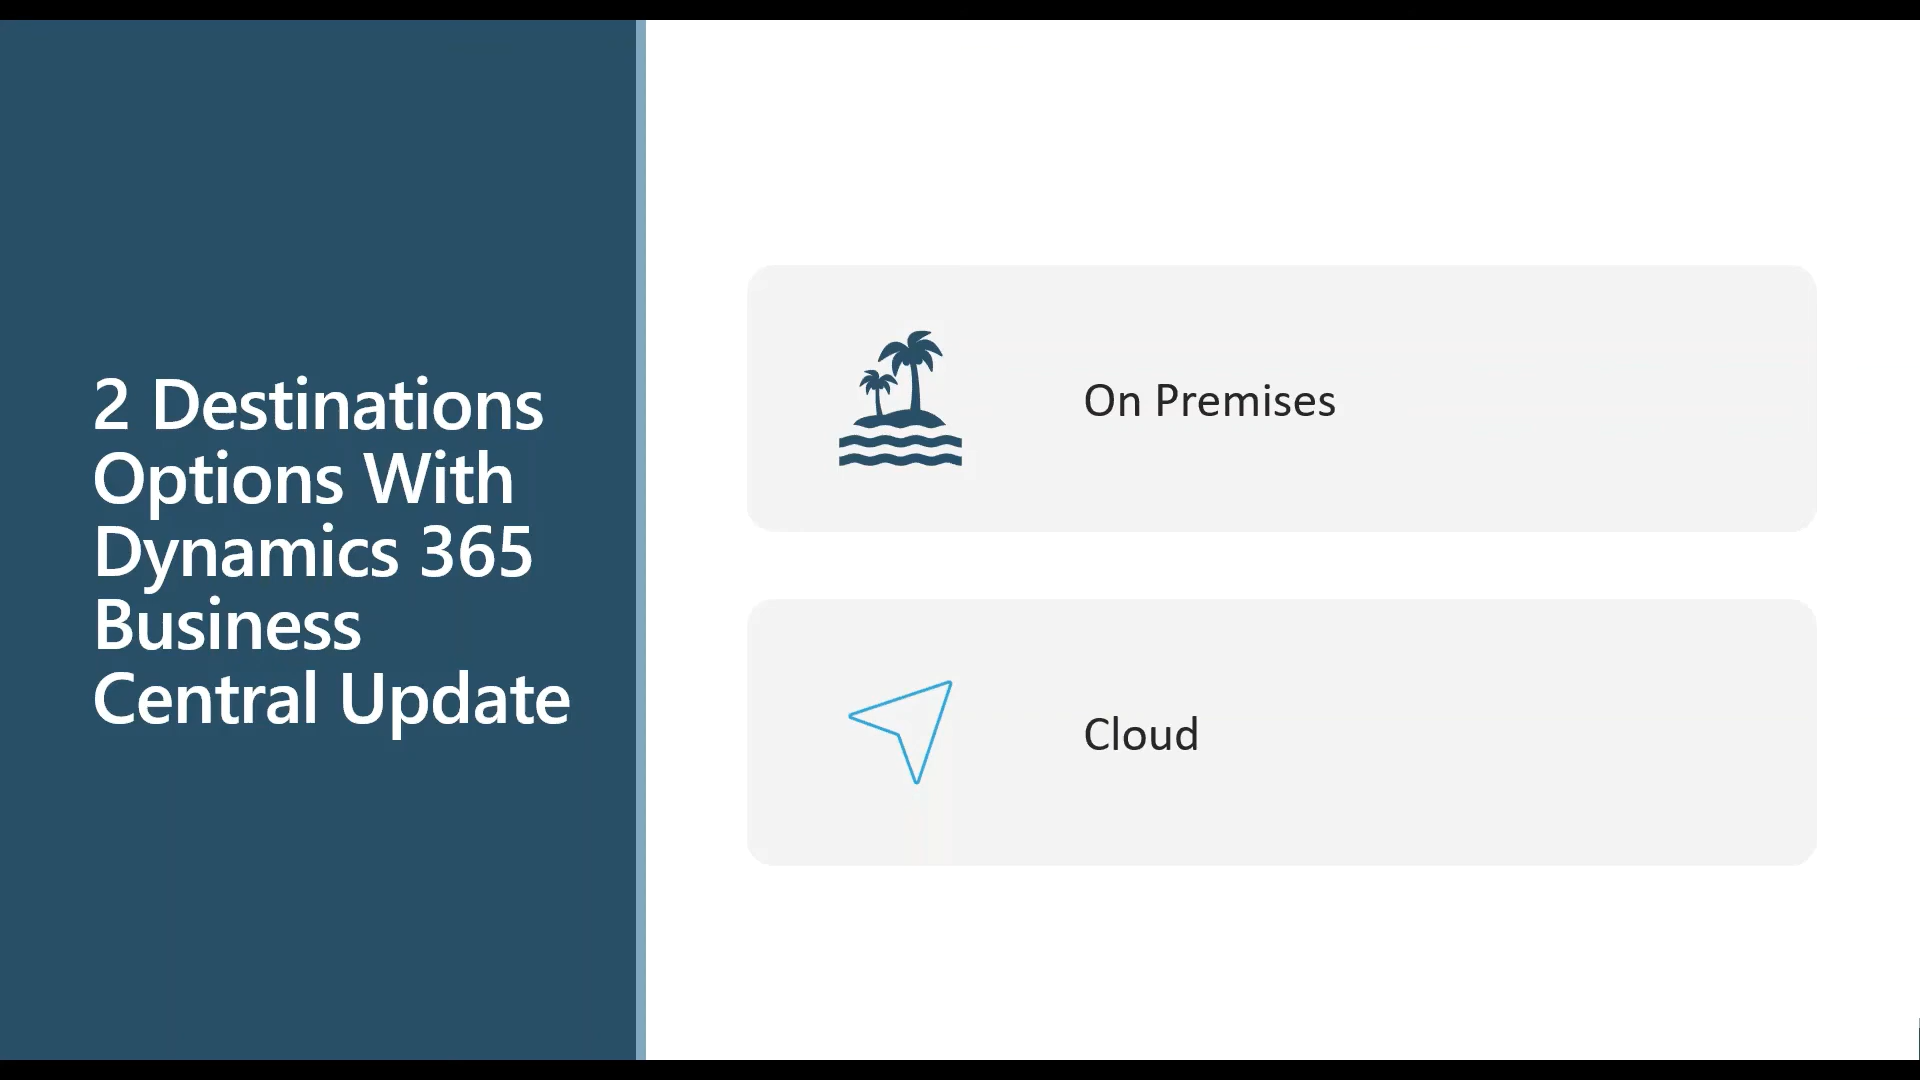 2 Destinations
Options With
Dynamics 365
Business
Central Update
On Premises
Cloud